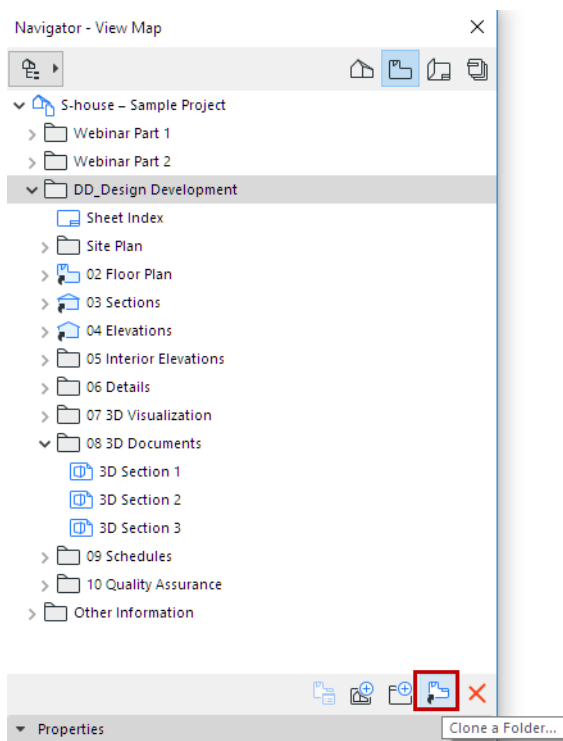 Navigator - View Map
S-house – Sample Project
Webinar Part 1
Webinar Part 2
DD_Design Development
Sheet Index
Site Plan
02 Floor Plan
03 Sections
04 Elevations
05 Interior Elevations
06 Details
07 3D Visualization
08 3D Documents
3D Section 1
3D Section 2
3D Section 3
09 Schedules
10 Quality Assurance
Other Information
Properties
Clone a Folder...